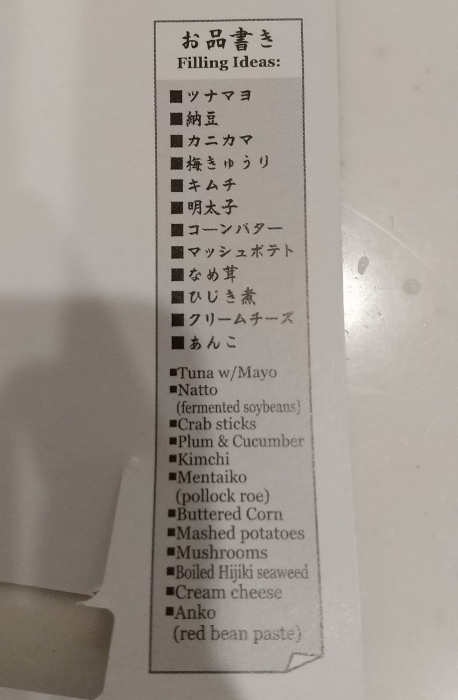 お品書き
Filling Ideas:
■ツナマヨ
■納豆
■カニカマ
■梅きゅうり
■キムチ
■明太子
■コーンバター
■マッシュポテト
■なめ茸
■ひじき煮
■クリームチーズ
■あんこ
■Tuna w/Mayo
■Natto
(fermented soybeans)
■Crab sticks
■Plum & Cucumber
■Kimchi
■Mentaiko
(pollock roe)
■Buttered Corn
■Mashed potatoes
■Mushrooms
■Boiled Hijiki seaweed
■Cream cheese
■Anko
(red bean paste)